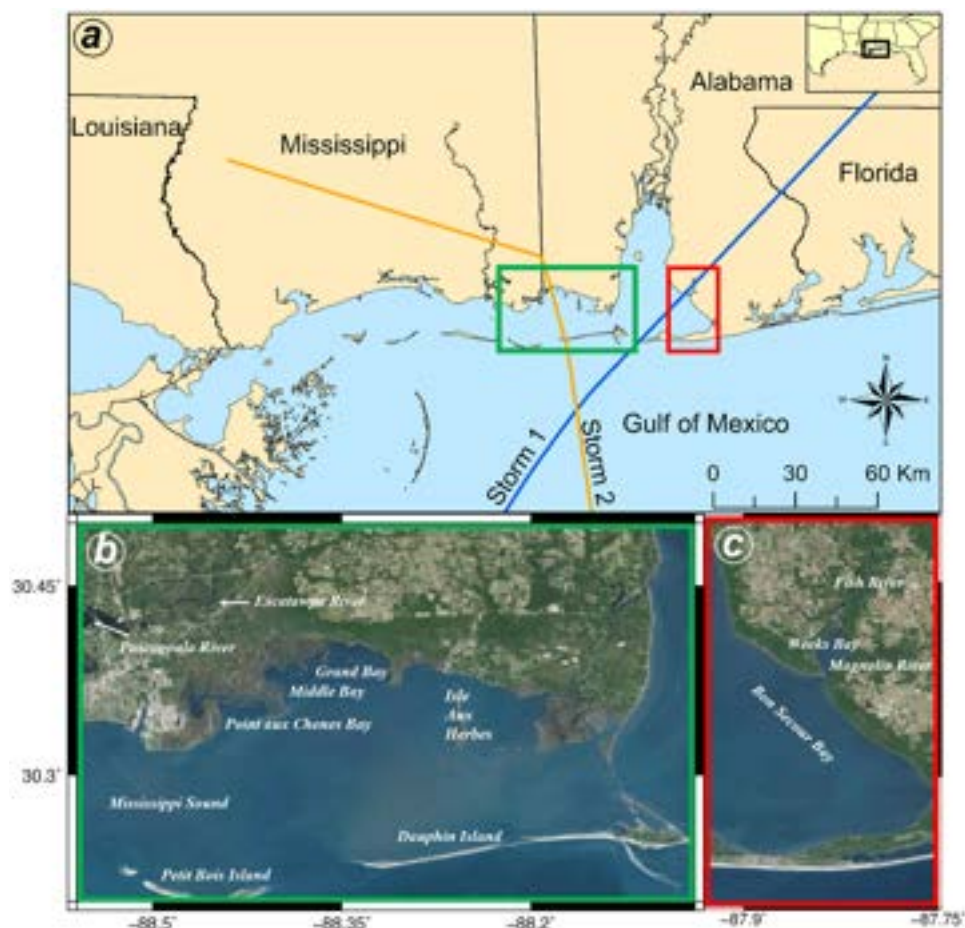 a
Louisiana
Mississippi
Alabama
Florida
Gulf of Mexico
Storm 1
Storm 2
0 30 60 Km
b
Escatawpa River
Pascagoula River
Grand Bay
Middle Bay
Point aux Chenes Bay
Isle
Aux
Herbes
Mississippi Sound
Dauphin Island
Petit Bois Island
c
Fish River
Weeks Bay
Magnolia River
Bon Secour Bay
30.45°
30.3°
−88.5°
−88.35°
−88.2°
−87.9°
−87.75°